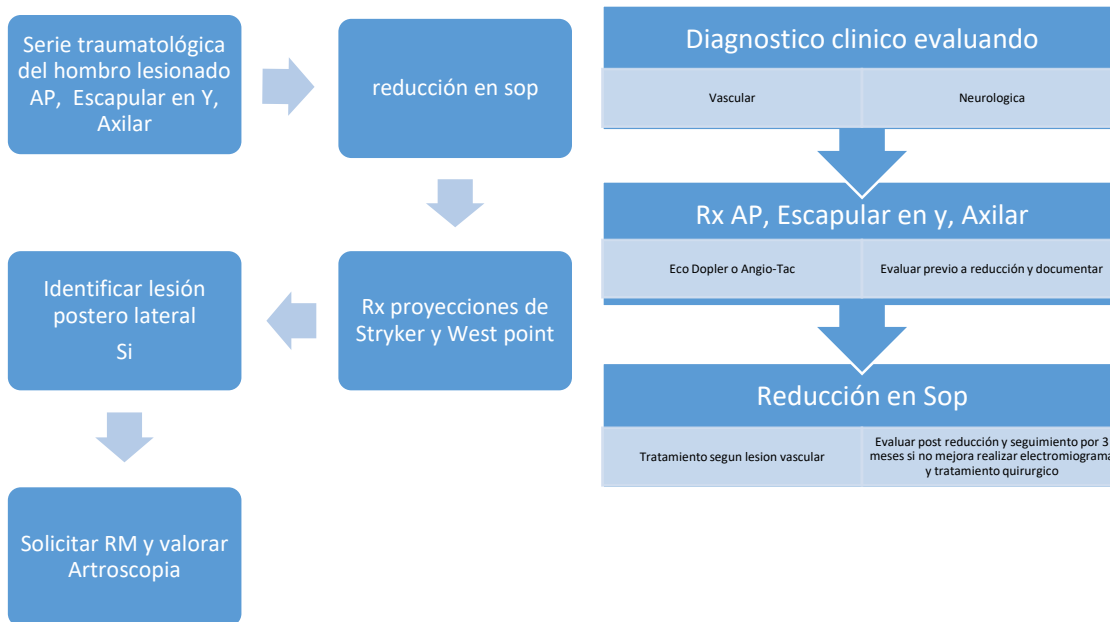 Serie traumatológica
del hombro lesionado
AP, Escapular en Y,
Axilar
reducción en sop
Rx proyecciones de
Stryker y West point
Identificar lesión
postero lateral
Si
Solicitar RM y valorar
Artroscopia
Diagnostico clinico evaluando
Vascular
Neurologica
Rx AP, Escapular en y, Axilar
Eco Dopler o Angio-Tac
Evaluar previo a reducción y documentar
Reducción en Sop
Tratamiento segun lesion vascular
Evaluar post reducción y seguimiento por 3
meses si no mejora realizar electromiograma
y tratamiento quirurgico